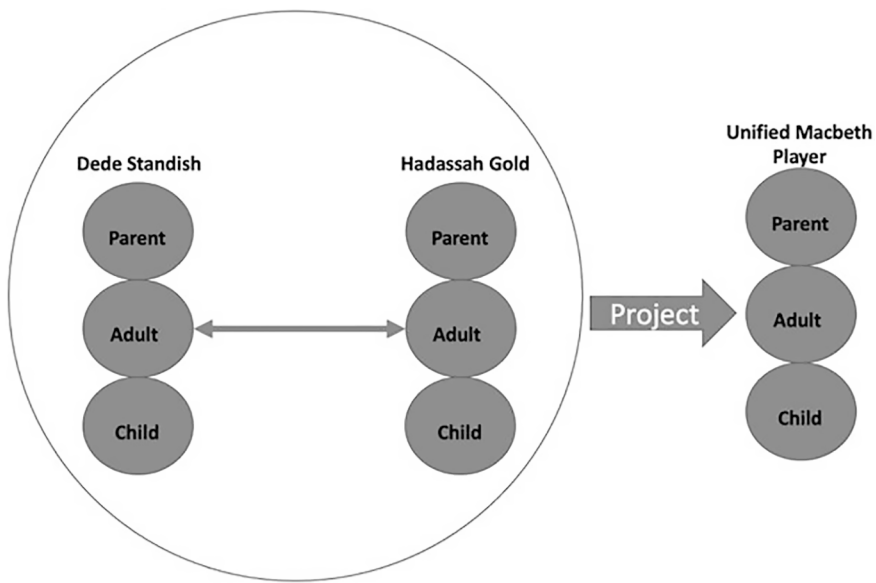 Dede Standish
Parent
Adult
Child
Hadassah Gold
Parent
Adult
Child
Project
Unified Macbeth
Player
Parent
Adult
Child